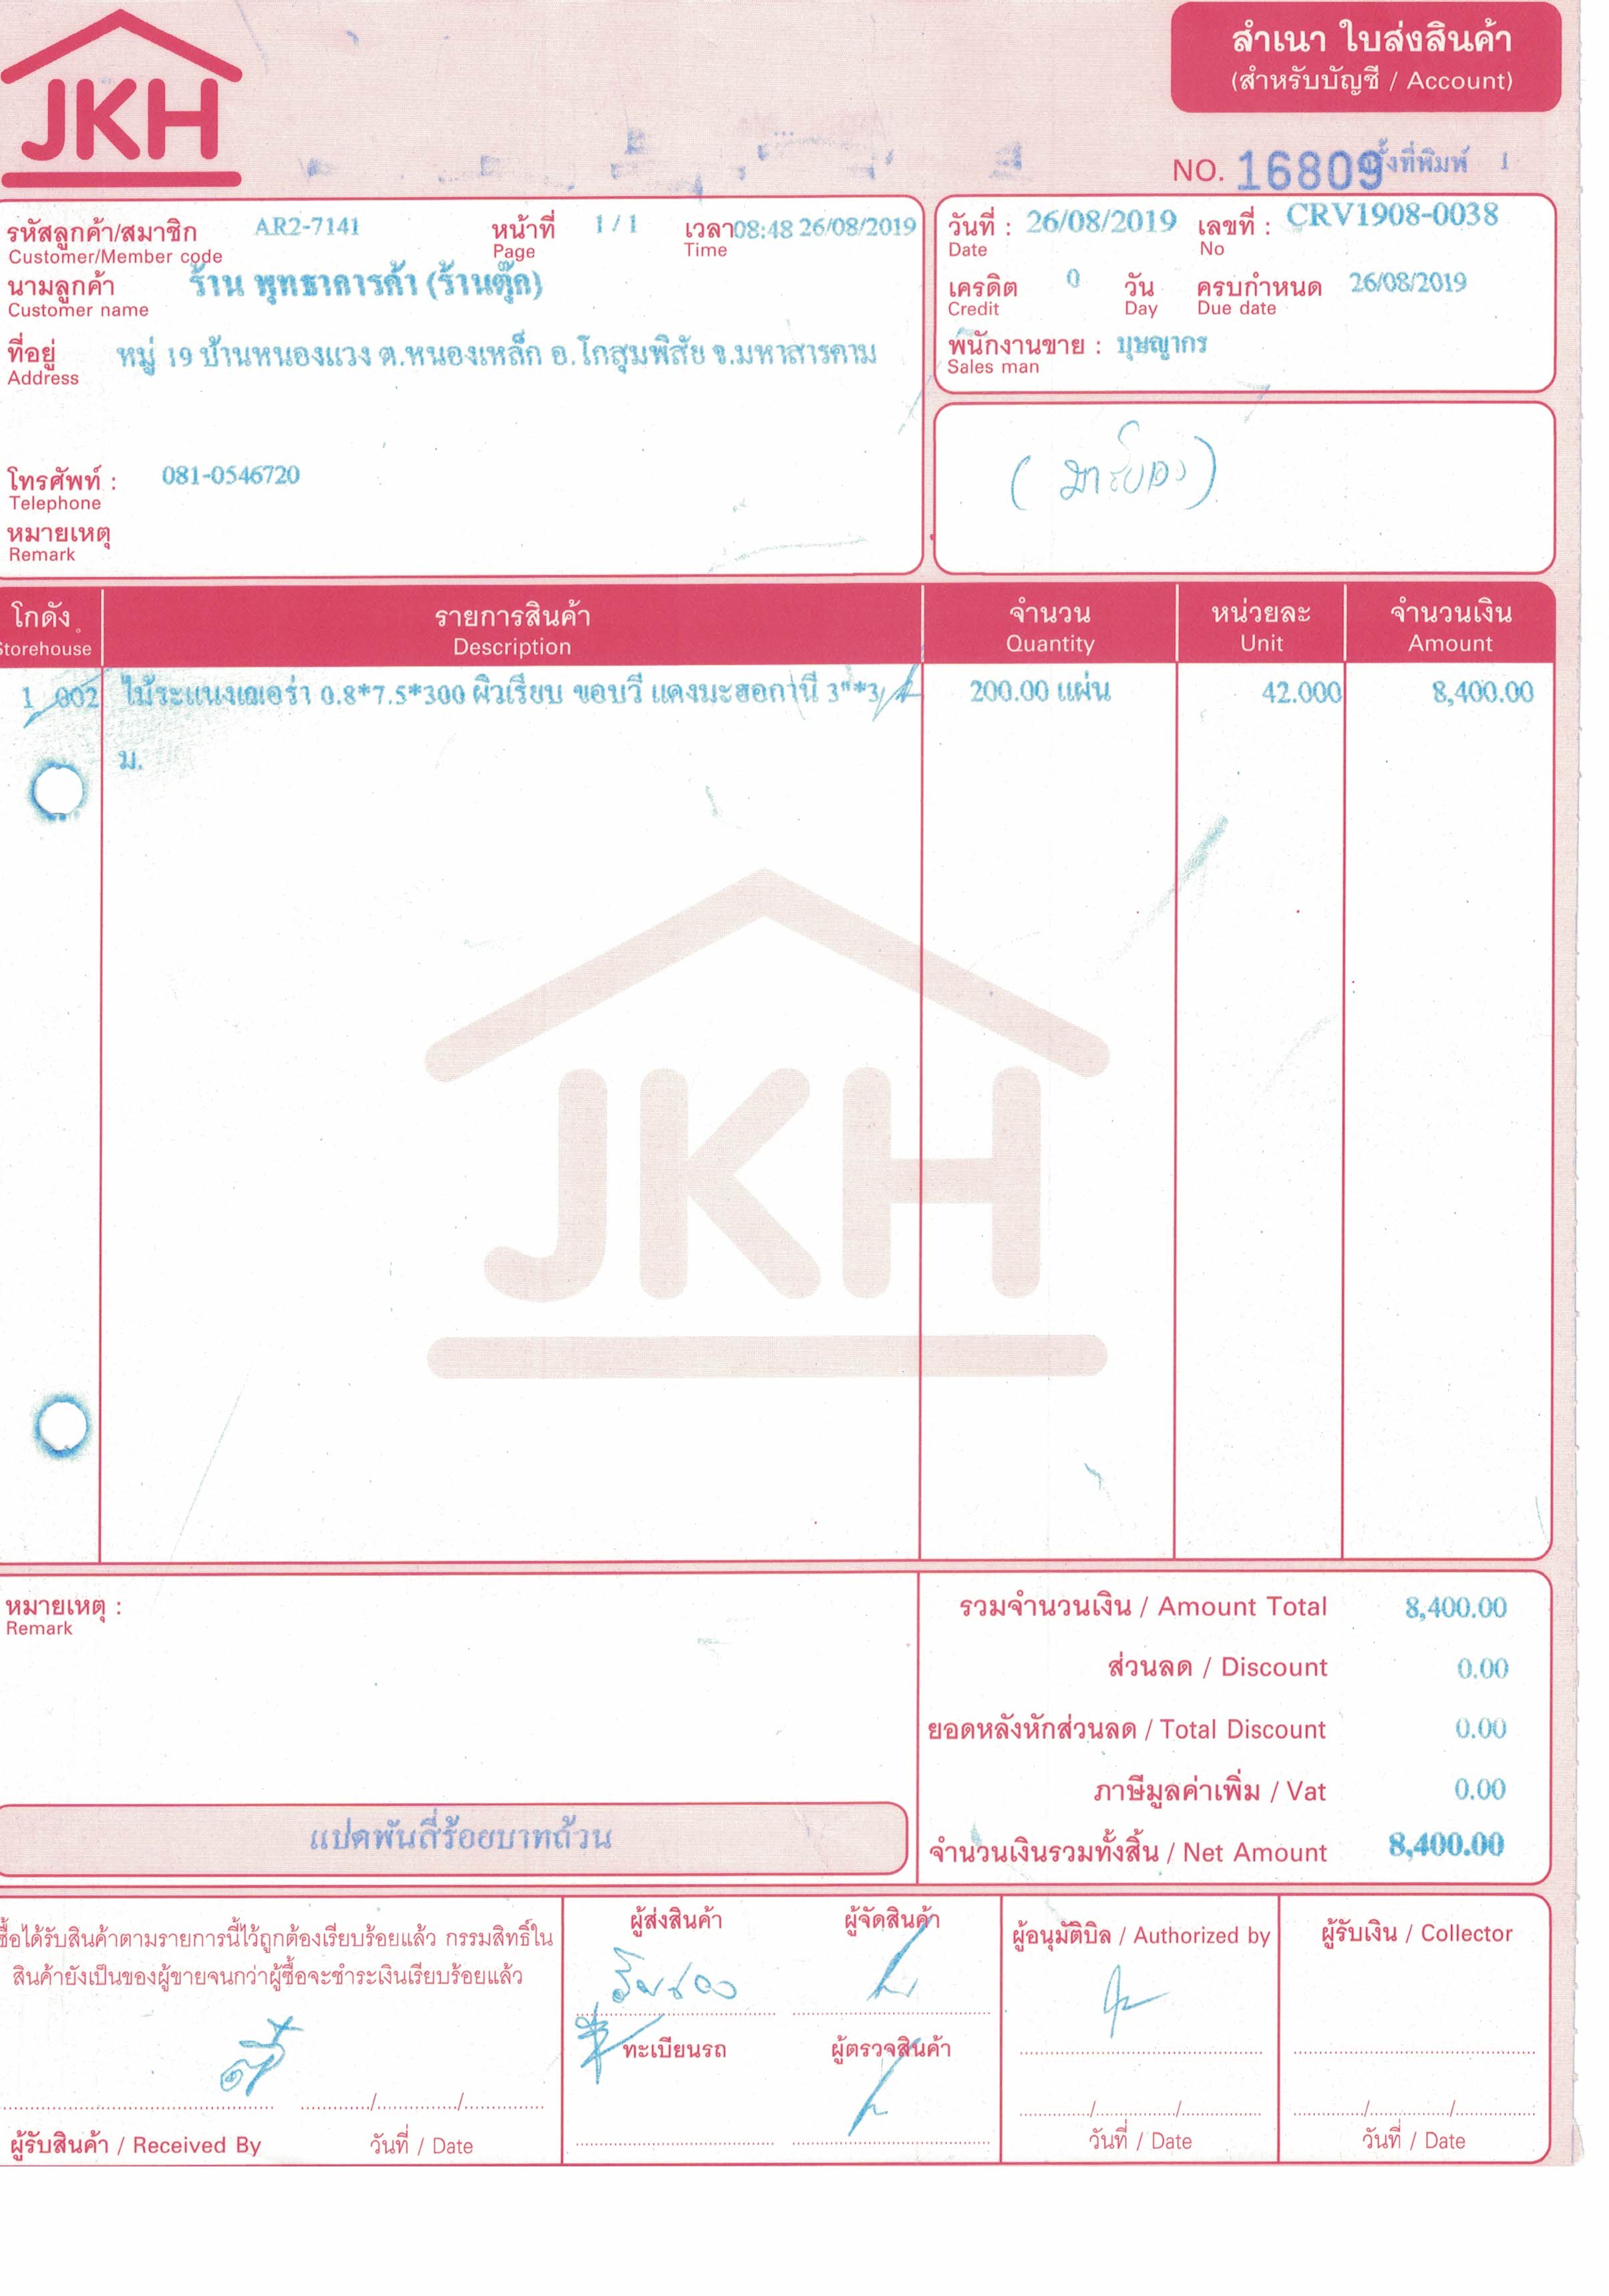 JKH
สำเนา ใบส่งสินค้า
(สำหรับบัญชี / Account)
NO. 16809 ครั้งที่พิมพ์ 1
รหัสลูกค้า/สมาชิก AR2-7141 หน้าที่ 1 / 1 เวลา 08:48 26/08/2019
Customer/Member code Page Time
นามลูกค้า ร้าน พุทธาการค้า (ร้านตุ๊ก)
Customer name
ที่อยู่ หมู่ 19 บ้านหนองแวง ต.หนองเหล็ก อ.โกสุมพิสัย จ.มหาสารคาม
Address
โทรศัพท์ : 081-0546720
Telephone
หมายเหตุ
Remark
วันที่ : 26/08/2019 เลขที่ : CRV1908-0038
Date No
เครดิต 0 วัน ครบกำหนด 26/08/2019
Credit Day Due date
พนักงานขาย : บุษญากร
Sales man
(มารับเอง)
โกดัง รายการสินค้า จำนวน หน่วยละ จำนวนเงิน
Storehouse Description Quantity Unit Amount
1 002 ไม้ระแนงเฌอร่า 0.8*7.5*300 ผิวเรียบ ขอบวี แดงมะฮอกานี 3"*3 200.00 แผ่น 42.000 8,400.00
ม.
JKH
หมายเหตุ :
Remark
รวมจำนวนเงิน / Amount Total 8,400.00
ส่วนลด / Discount 0.00
ยอดหลังหักส่วนลด / Total Discount 0.00
ภาษีมูลค่าเพิ่ม / Vat 0.00
แปดพันสี่ร้อยบาทถ้วน
จำนวนเงินรวมทั้งสิ้น / Net Amount 8,400.00
ซื้อได้รับสินค้าตามรายการนี้ไว้ถูกต้องเรียบร้อยแล้ว กรรมสิทธิ์ใน
สินค้ายังเป็นของผู้ขายจนกว่าผู้ซื้อจะชำระเงินเรียบร้อยแล้ว
ผู้รับสินค้า / Received By วันที่ / Date
ผู้ส่งสินค้า ผู้จัดสินค้า
ทะเบียนรถ ผู้ตรวจสินค้า
ผู้อนุมัติบิล / Authorized by
วันที่ / Date
ผู้รับเงิน / Collector
วันที่ / Date